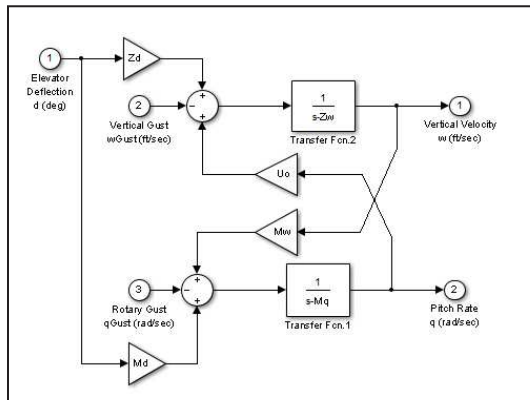 1
Elevator
Deflection
d (deg)
Zd
+
−
+
2
Vertical Gust
wGust (ft/sec)
1
s-Zw
Transfer Fcn.2
1
Vertical Velocity
w (ft/sec)
Uo
Mw
+
−
+
3
Rotary Gust
qGust (rad/sec)
1
s-Mq
Transfer Fcn.1
2
Pitch Rate
q (rad/sec)
Md